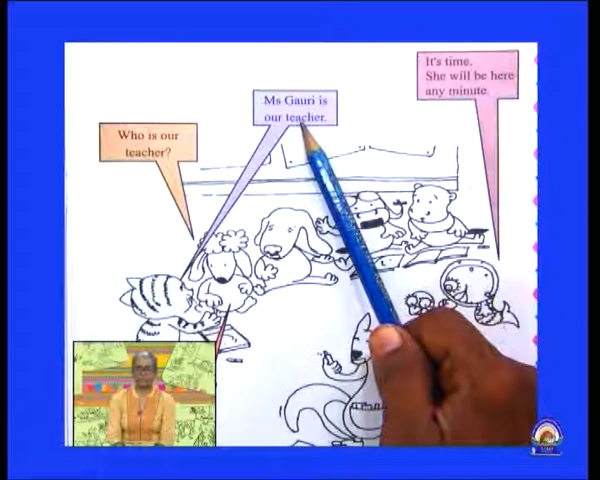 Who is our
teacher?
Ms Gauri is
our teacher.
It's time.
She will be here
any minute